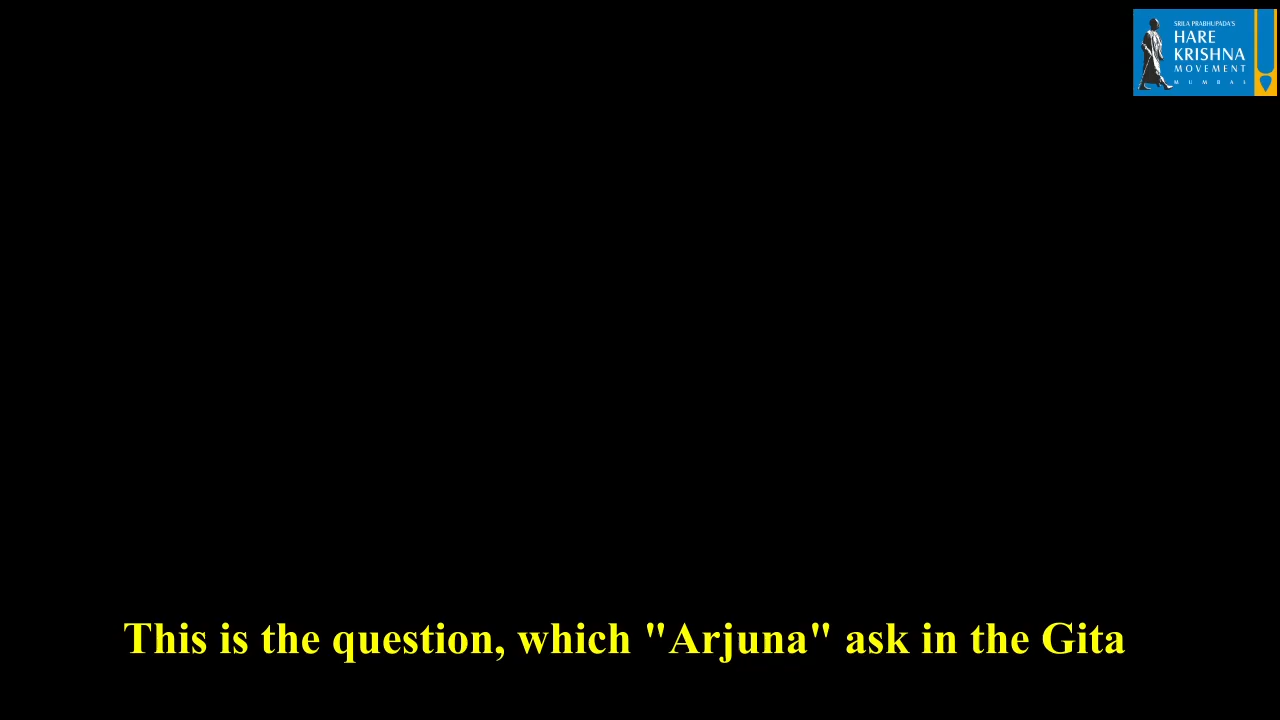 SRILA PRABHUPADA'S
HARE
KRISHNA
MOVEMENT
MUMBAI
This is the question, which "Arjuna" ask in the Gita